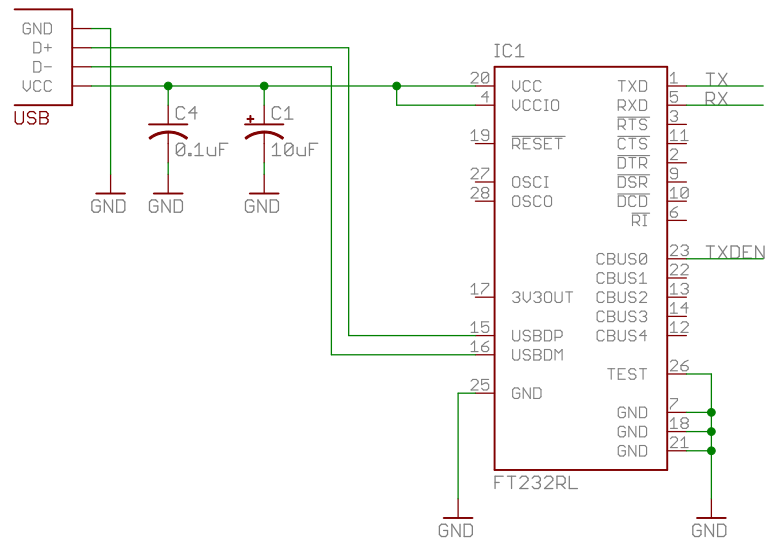 GND
D+
D-
VCC
USB
C4
0.1uF
C1
+
10uF
GND
GND
GND
IC1
20 VCC
4 VCCIO
19 RESET
27 OSCI
28 OSCO
17 3V3OUT
15 USBDP
16 USBDM
25 GND
TXD 1 TX
RXD 5 RX
RTS 3
CTS 11
DTR 2
DSR 9
DCD 10
RI 6
CBUS0 23 TXDEN
CBUS1 22
CBUS2 13
CBUS3 14
CBUS4 12
TEST 26
GND 7
GND 18
GND 21
FT232RL
GND
GND